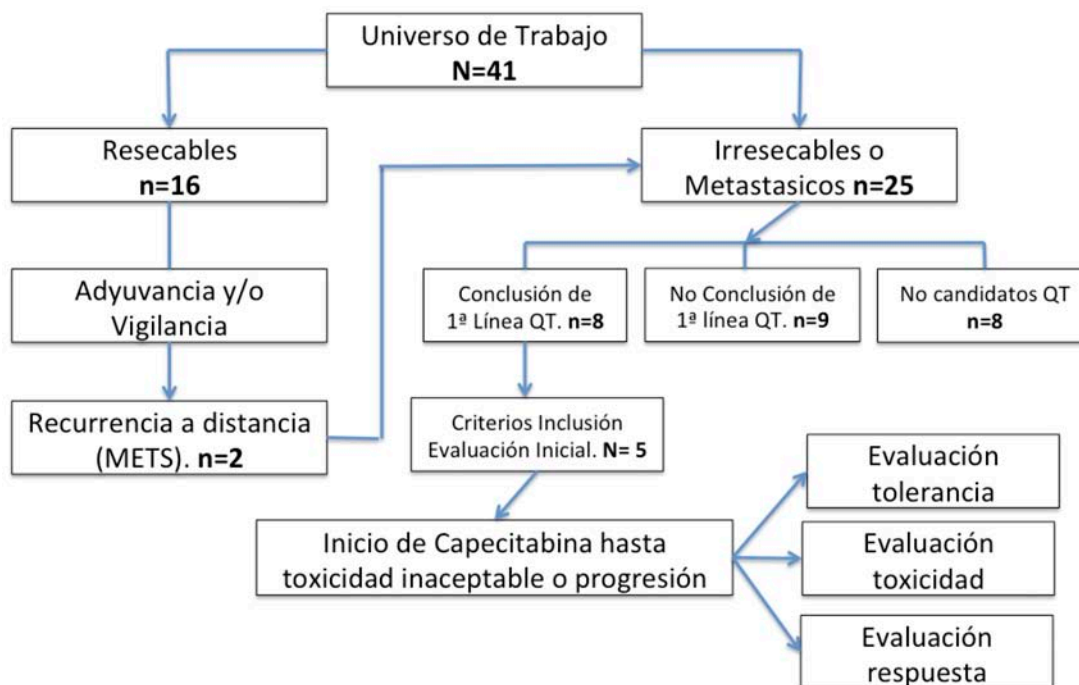 Universo de Trabajo
N=41
Resecables
n=16
Irresecables o
Metastasicos n=25
Adyuvancia y/o
Vigilancia
Conclusión de
1ª Línea QT. n=8
No Conclusión de
1ª línea QT. n=9
No candidatos QT
n=8
Recurrencia a distancia
(METS). n=2
Criterios Inclusión
Evaluación Inicial. N= 5
Inicio de Capecitabina hasta
toxicidad inaceptable o progresión
Evaluación
tolerancia
Evaluación
toxicidad
Evaluación
respuesta